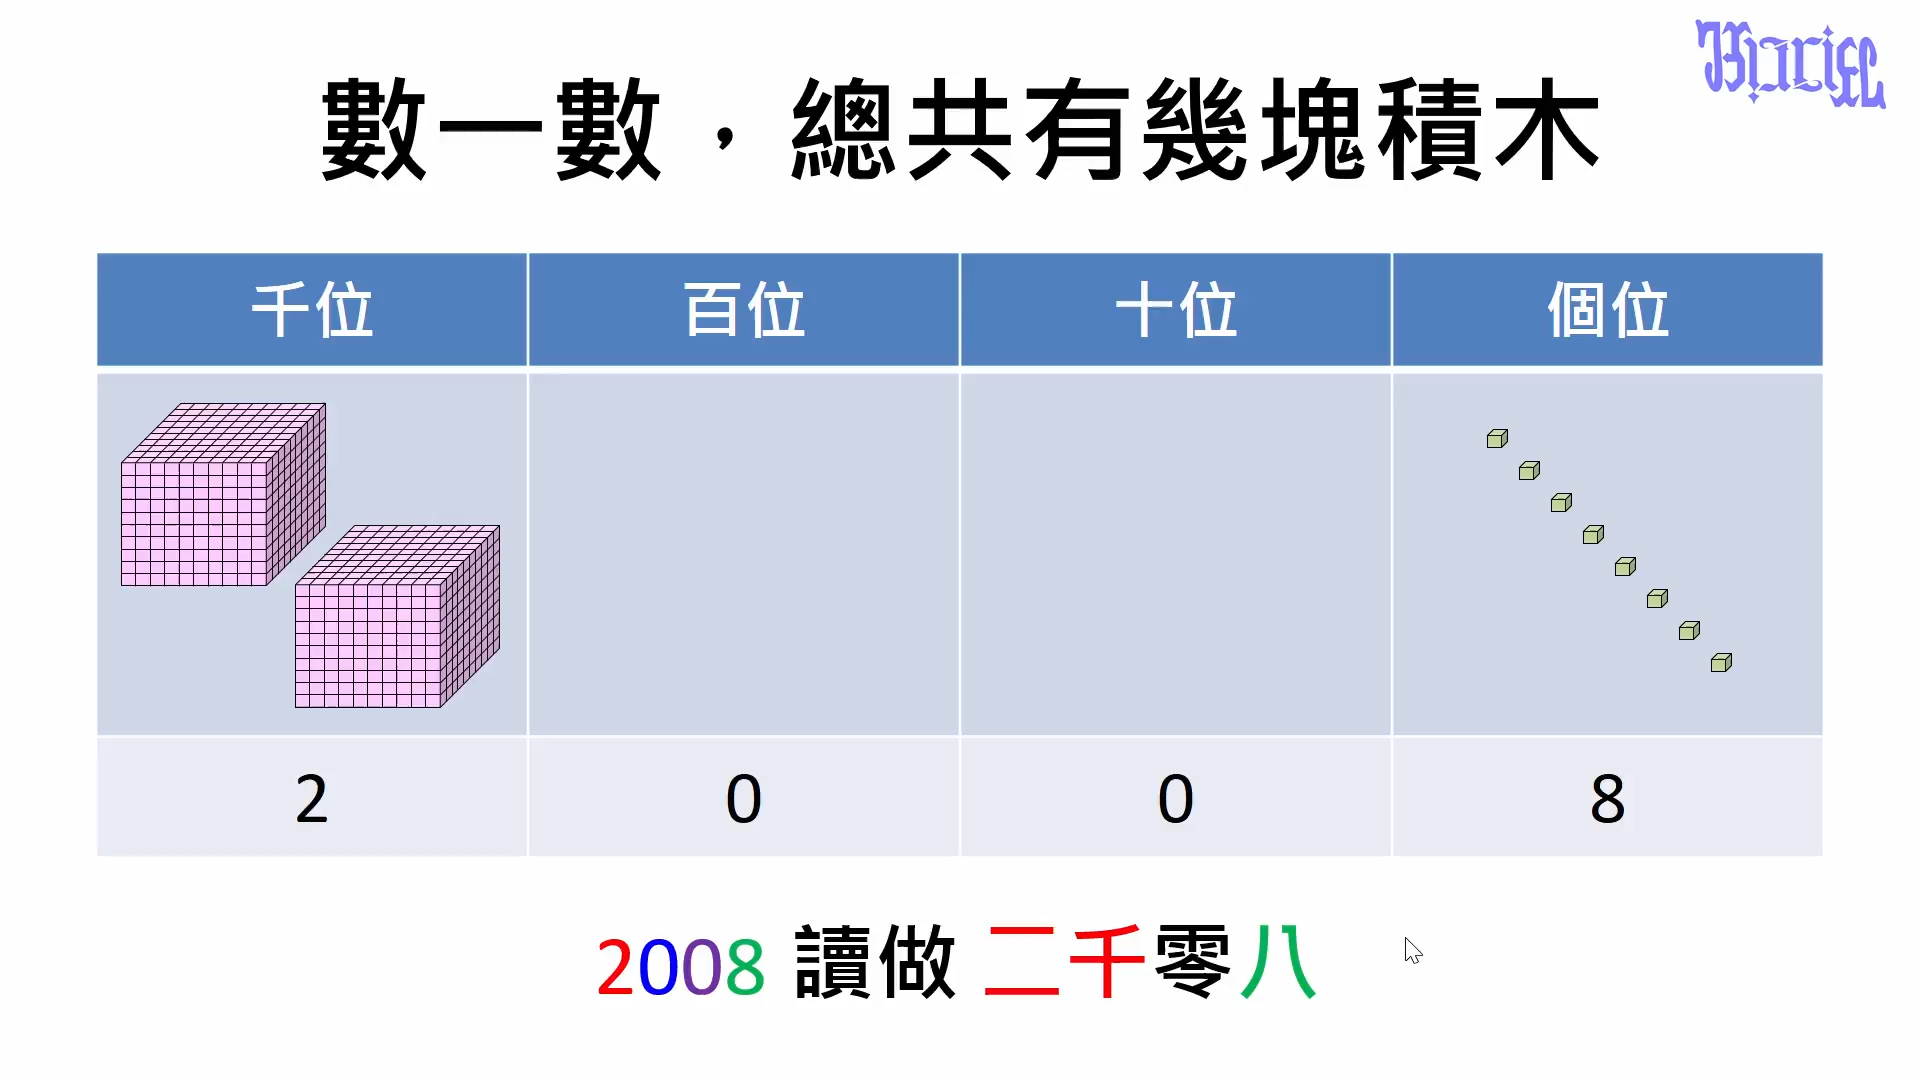 數一數，總共有幾塊積木
千位 百位 十位 個位
2 0 0 8
2008 讀做 二千零八